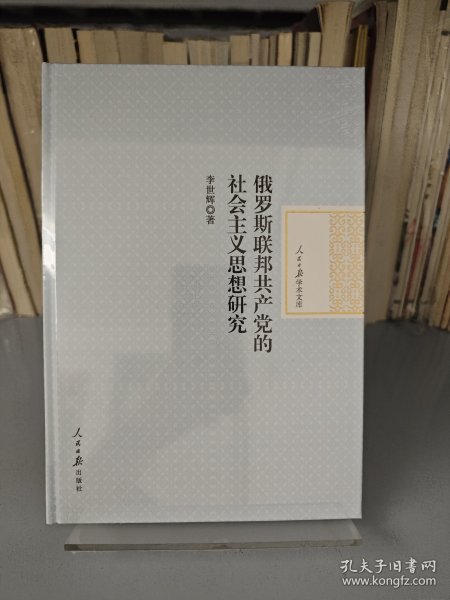 俄罗斯联邦共产党的
社会主义思想研究
李世辉◎著
人民日报学术文库
人民日报出版社
孔夫子旧书网
www.kongfz.com